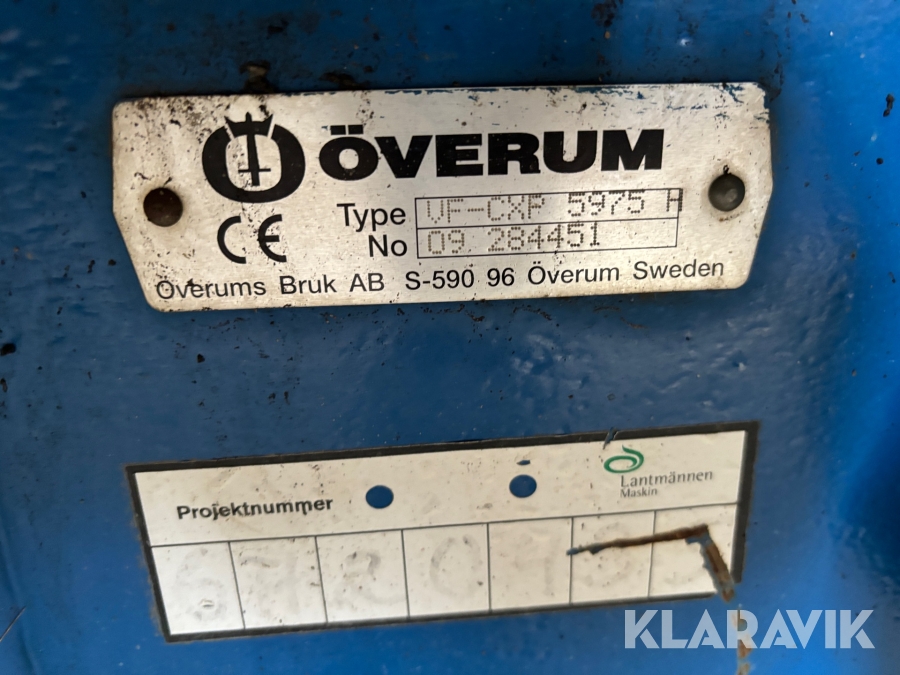 ÖVERUM
CE
Type VF-CXP 5975 H
No 09 284451
Överums Bruk AB S-590 96 Överum Sweden
Lantmännen
Maskin
Projektnummer
KLARAVIK